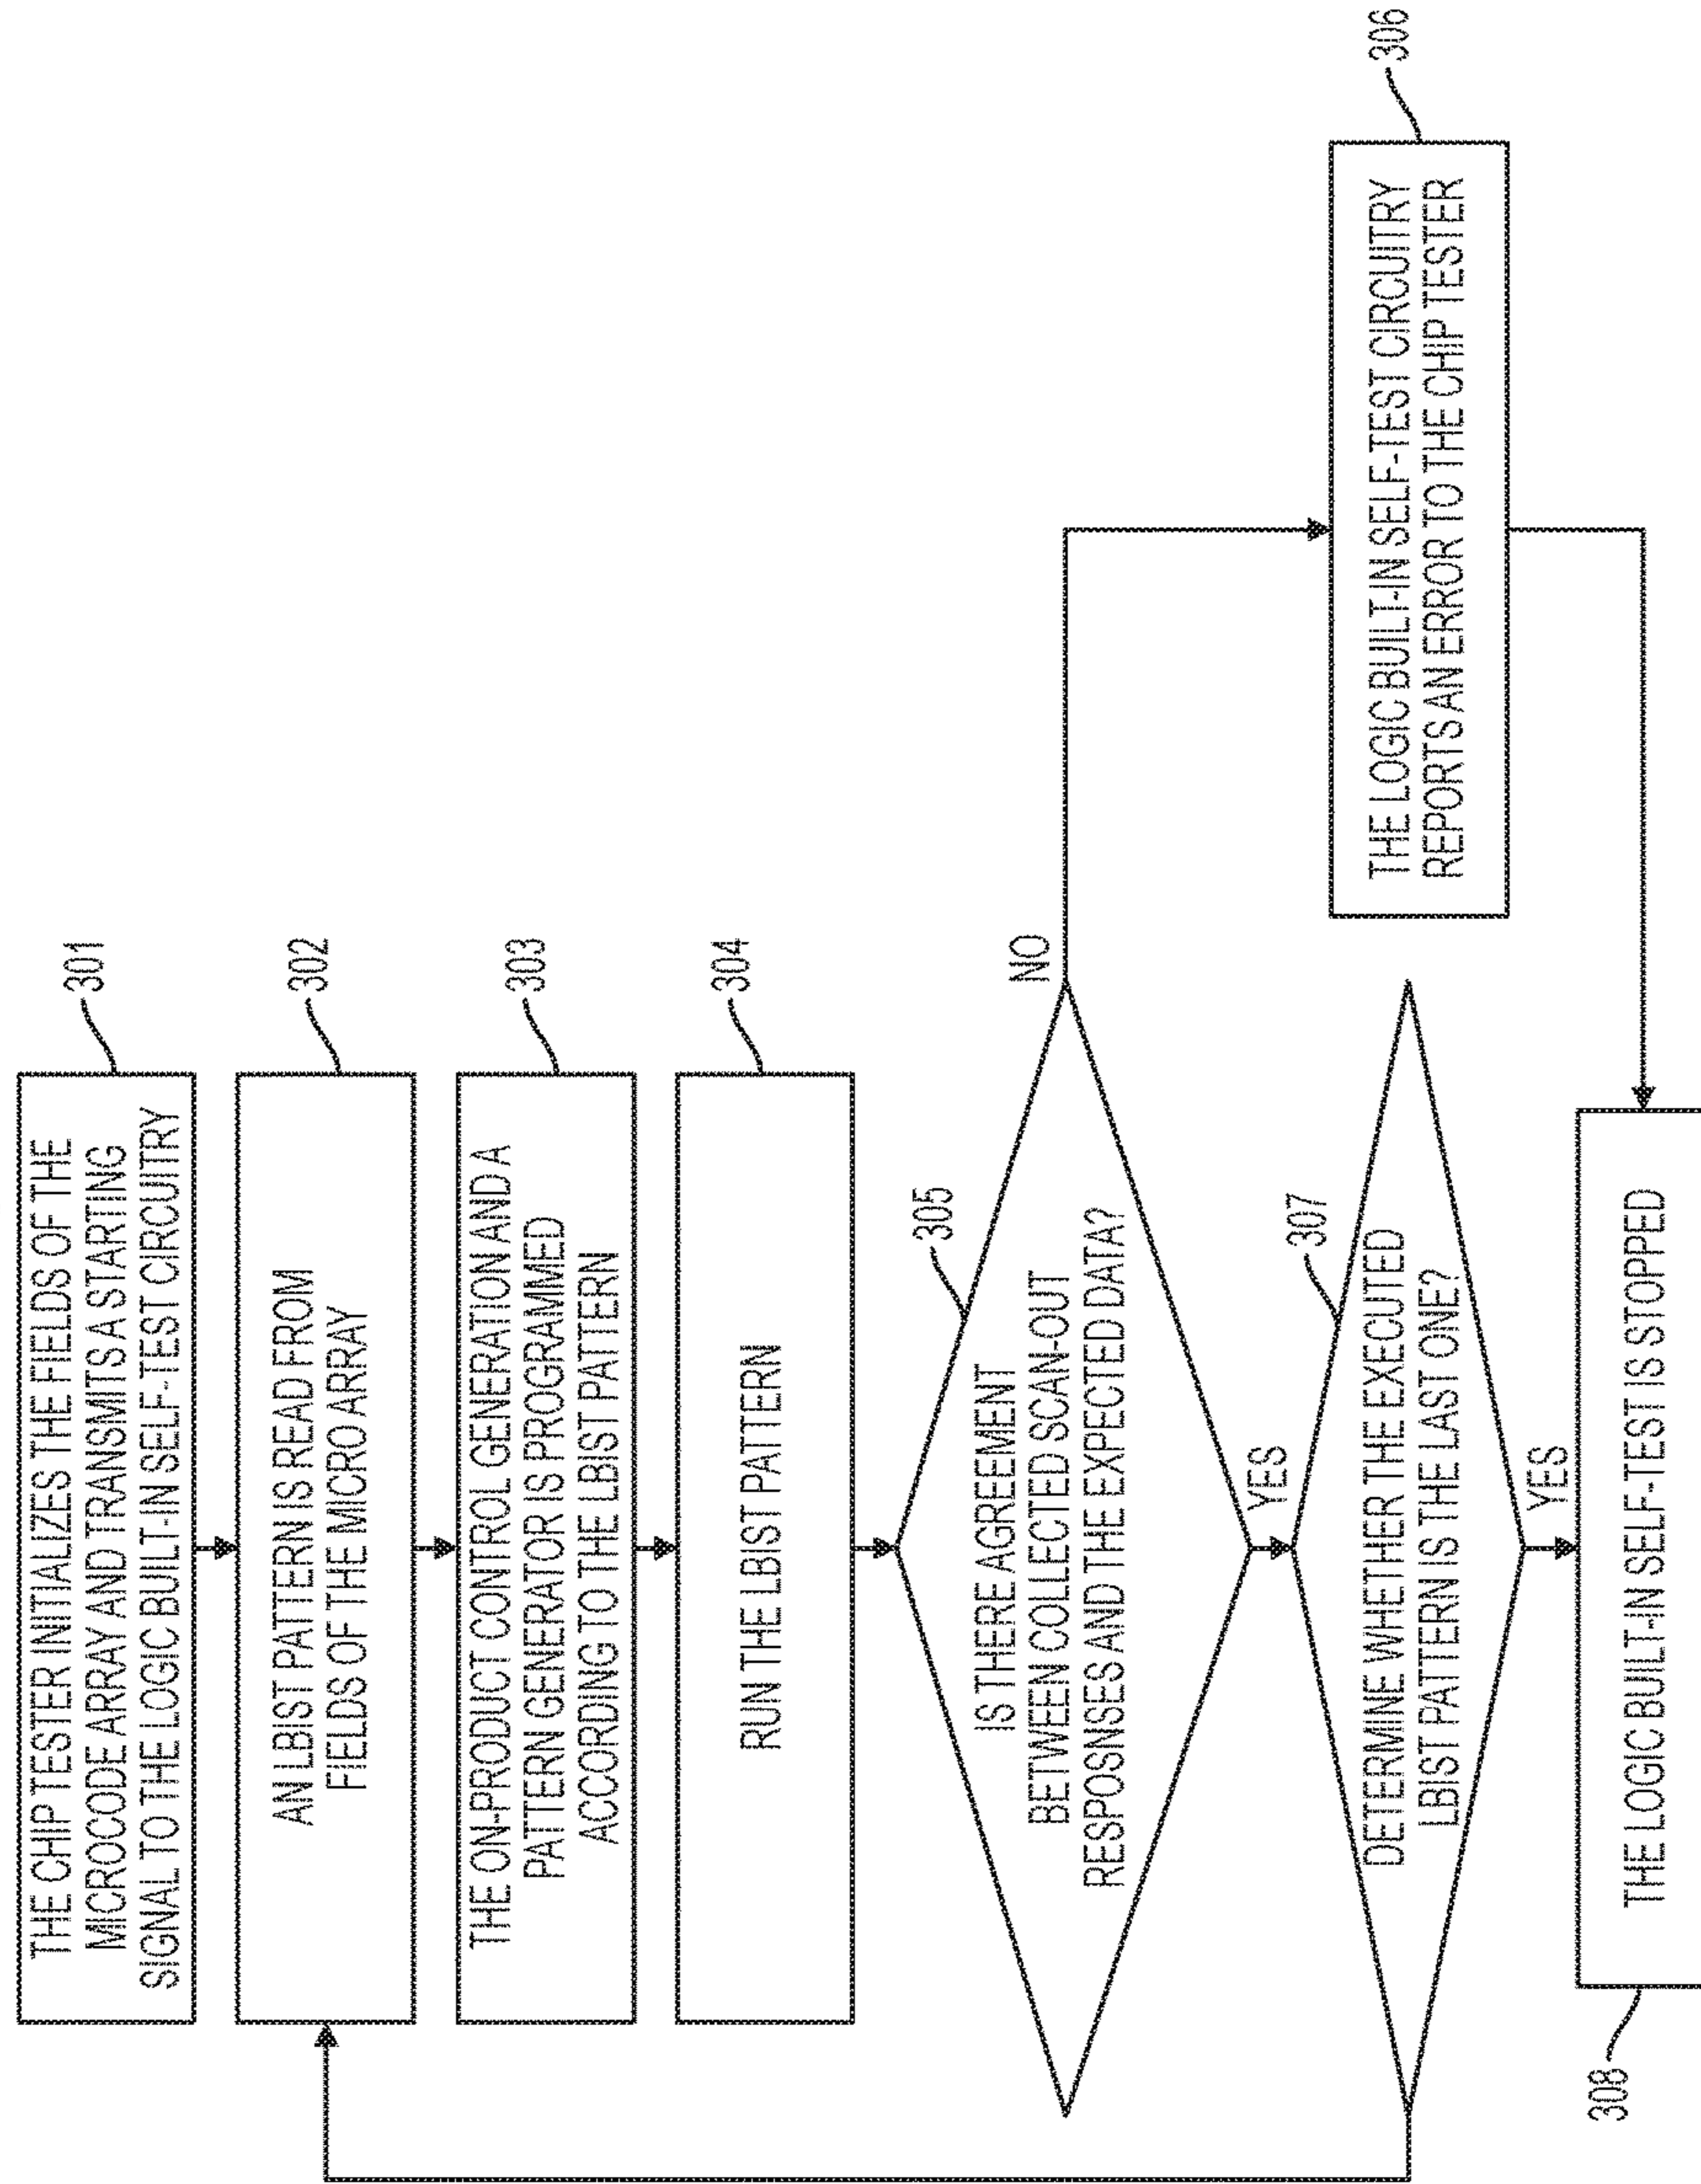 THE CHIP TESTER INITIALIZES THE FIELDS OF THE
MICROCODE ARRAY AND TRANSMITS A STARTING
SIGNAL TO THE LOGIC BUILT-IN SELF-TEST CIRCUITRY
301
AN LBIST PATTERN IS READ FROM
FIELDS OF THE MICRO ARRAY
302
THE ON-PRODUCT CONTROL GENERATION AND A
PATTERN GENERATOR IS PROGRAMMED
ACCORDING TO THE LBIST PATTERN
303
RUN THE LBIST PATTERN
304
305
IS THERE AGREEMENT
BETWEEN COLLECTED SCAN-OUT
RESPOSNSES AND THE EXPECTED DATA?
NO
YES
THE LOGIC BUILT-IN SELF-TEST CIRCUITRY
REPORTS AN ERROR TO THE CHIP TESTER
306
307
DETERMINE WHETHER THE EXECUTED
LBIST PATTERN IS THE LAST ONE?
YES
308
THE LOGIC BUILT-IN SELF-TEST IS STOPPED